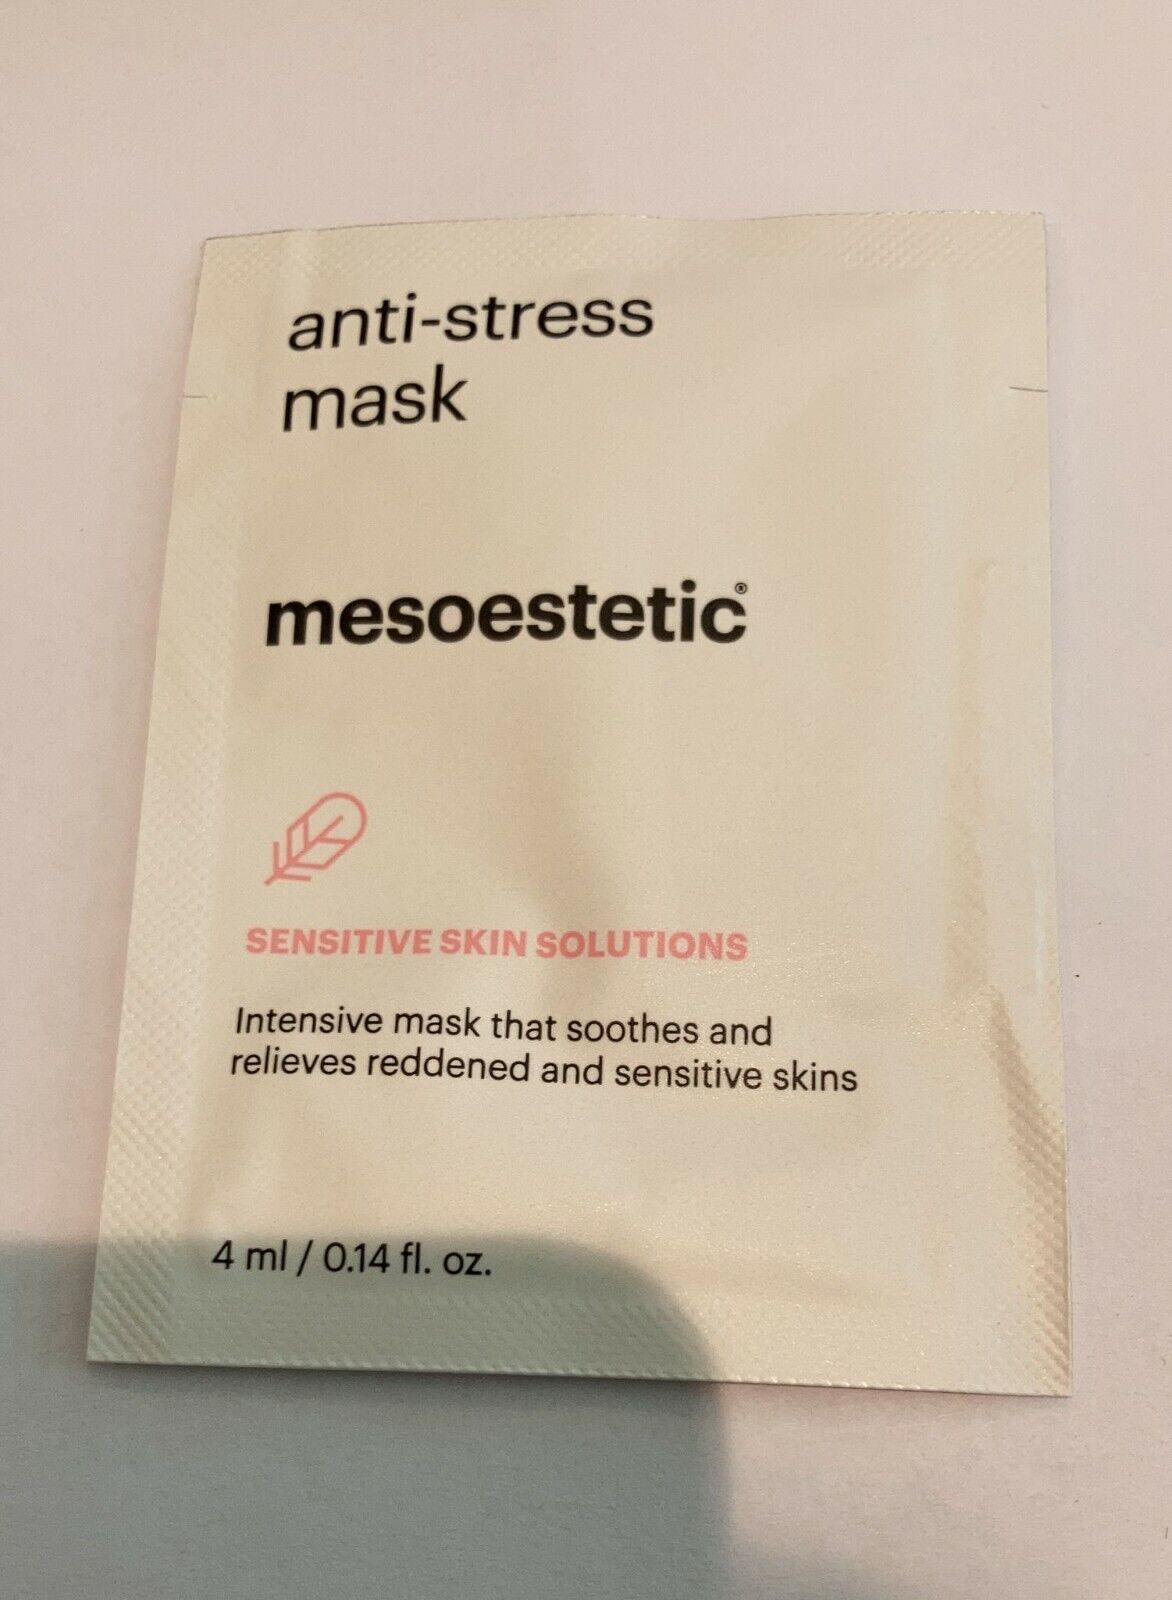 anti-stress
mask
mesoestetic®
SENSITIVE SKIN SOLUTIONS
Intensive mask that soothes and
relieves reddened and sensitive skins
4 ml / 0.14 fl. oz.